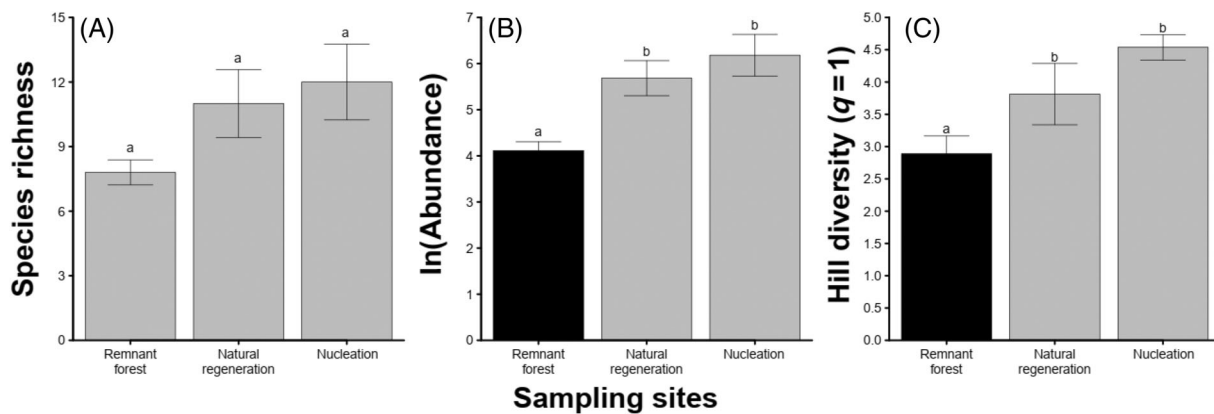 (A)
Species richness
15
12
9
6
3
0
a
a
a
Remnant
forest
Natural
regeneration
Nucleation
(B)
ln(Abundance)
7
6
5
4
3
2
1
0
a
b
b
Remnant
forest
Natural
regeneration
Nucleation
(C)
Hill diversity (q = 1)
5.0
4.5
4.0
3.5
3.0
2.5
2.0
1.5
1.0
0.5
0.0
a
b
b
Remnant
forest
Natural
regeneration
Nucleation
Sampling sites